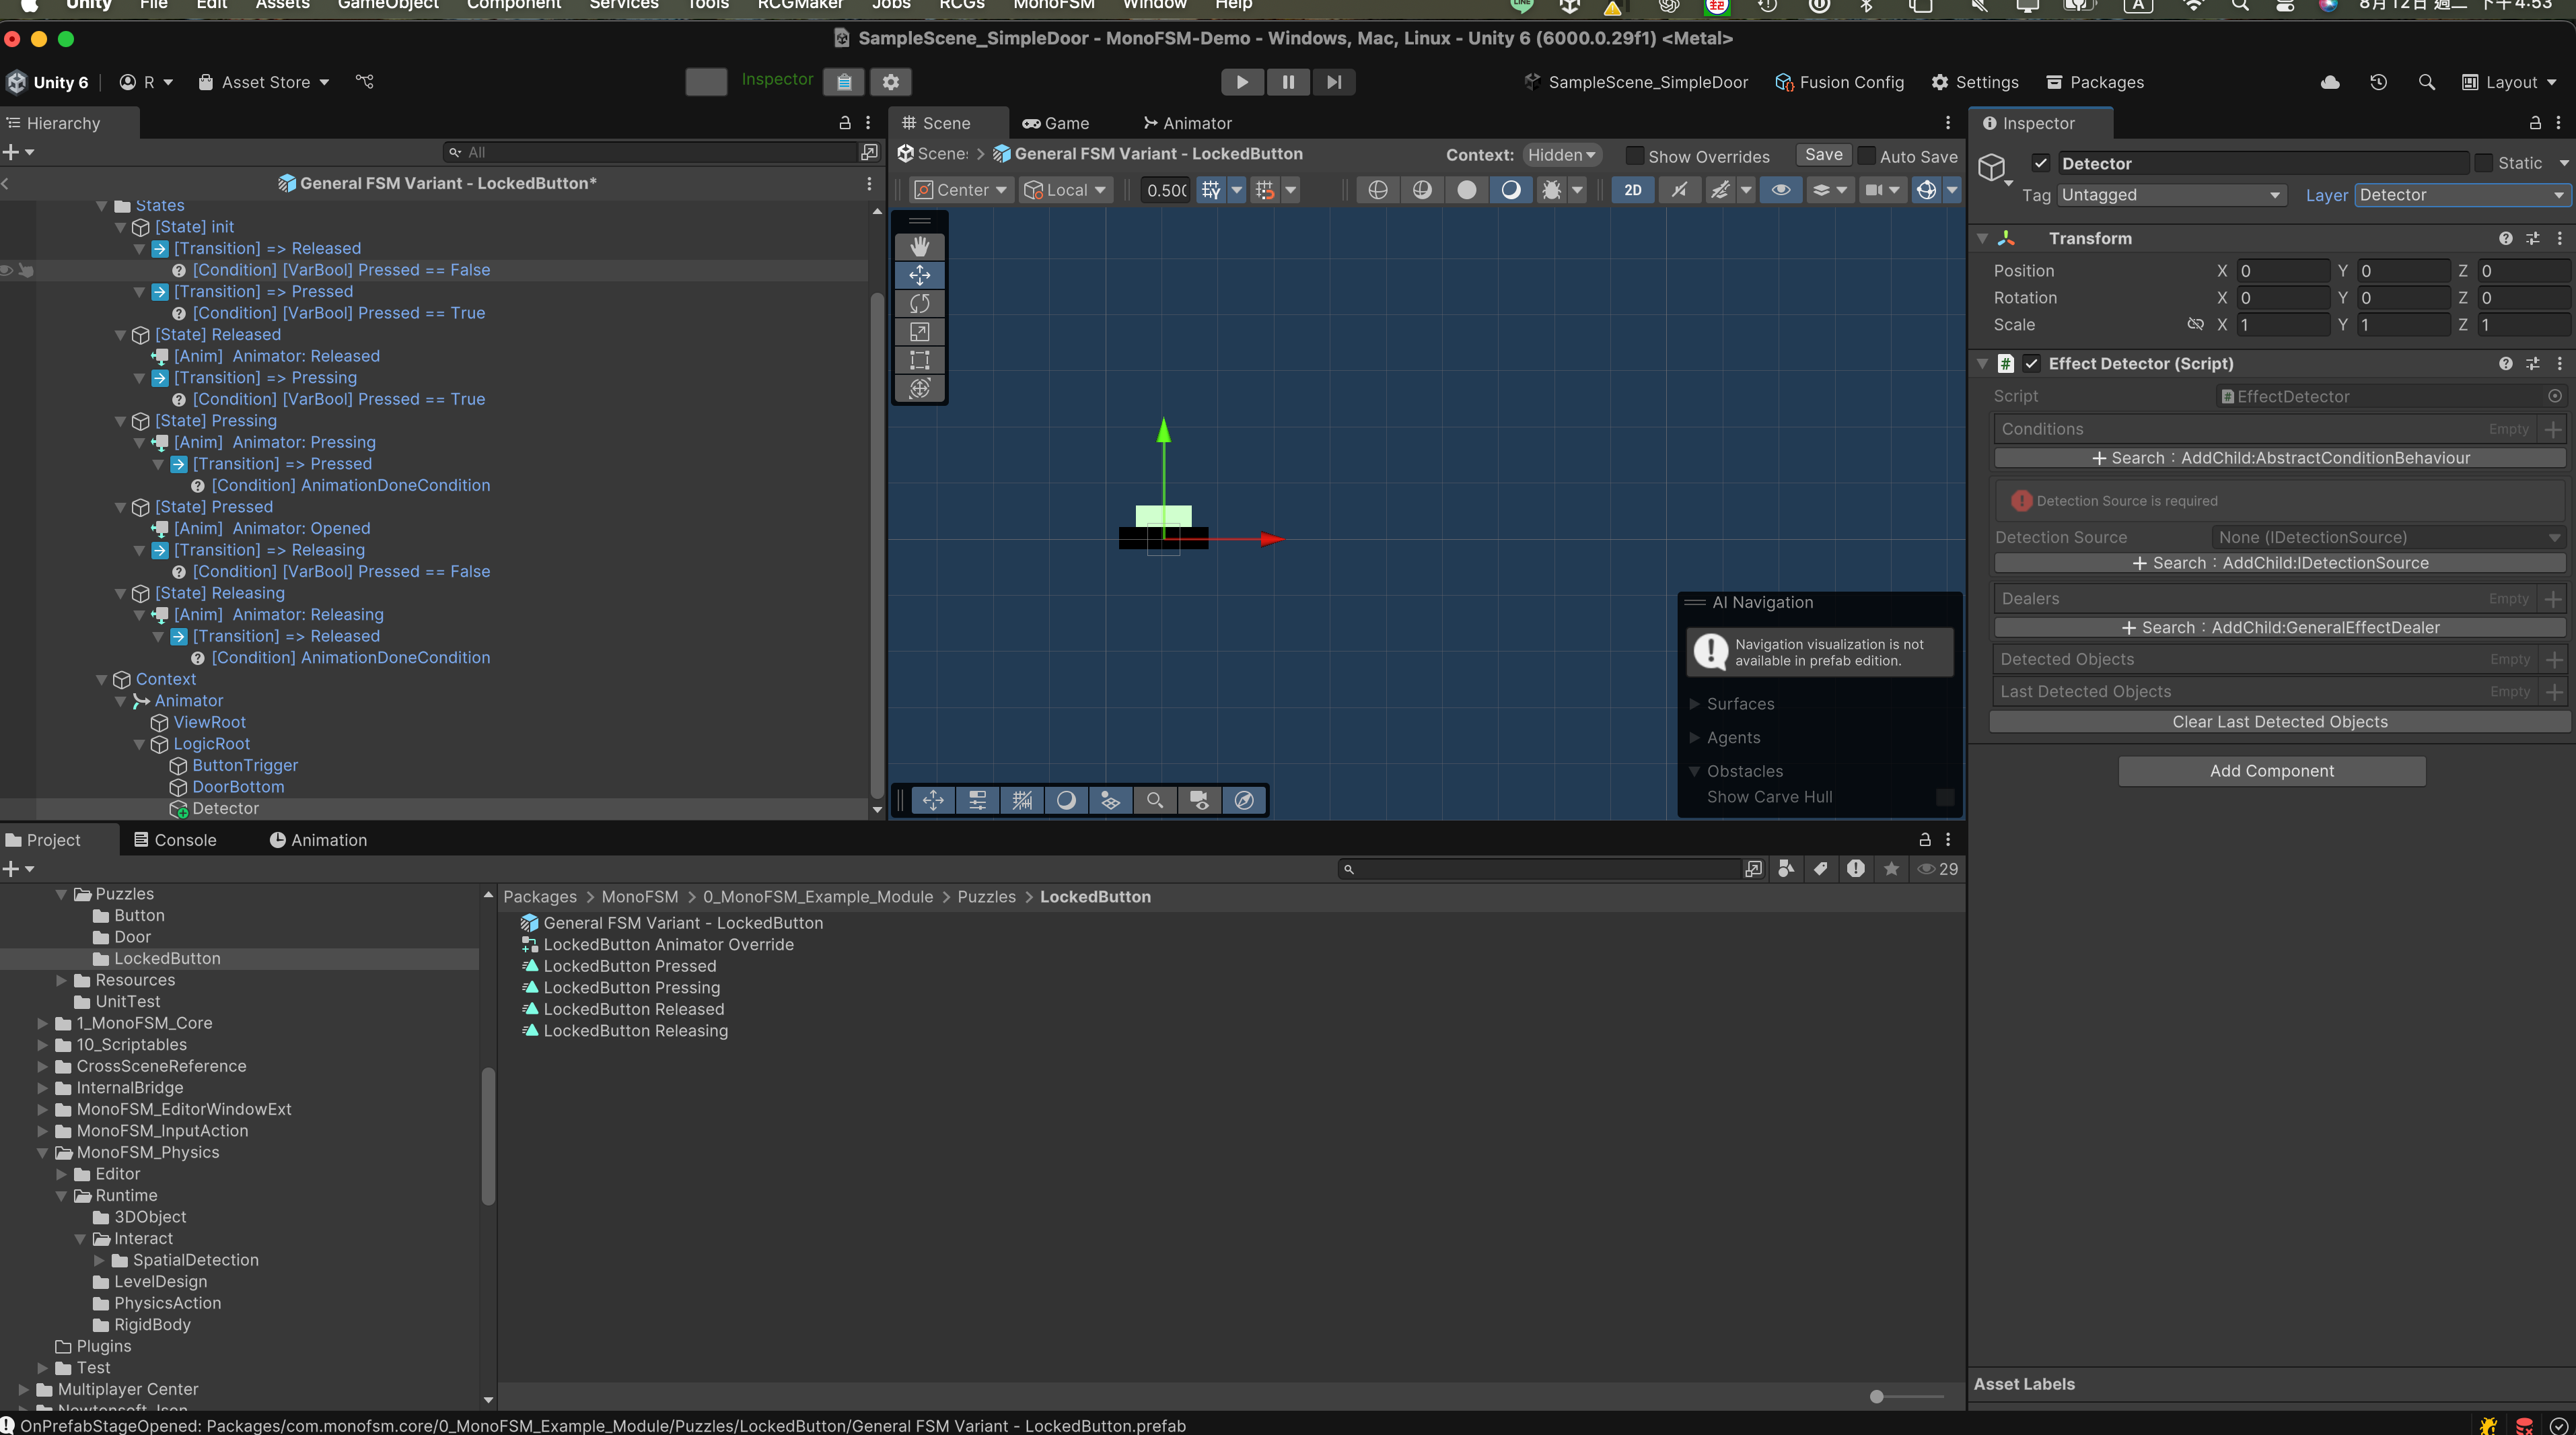 Unity File Edit Assets GameObject Component Services Tools RCGMaker Jobs RCGs MonoFSM Window Help 8月12日 週二 下午4:53
SampleScene_SimpleDoor - MonoFSM-Demo - Windows, Mac, Linux - Unity 6 (6000.0.29f1) <Metal>
Unity 6 R Asset Store Inspector SampleScene_SimpleDoor Fusion Config Settings Packages Layout
Hierarchy
All
General FSM Variant - LockedButton*
States
[State] init
[Transition] => Released
[Condition] [VarBool] Pressed == False
[Transition] => Pressed
[Condition] [VarBool] Pressed == True
[State] Released
[Anim] Animator: Released
[Transition] => Pressing
[Condition] [VarBool] Pressed == True
[State] Pressing
[Anim] Animator: Pressing
[Transition] => Pressed
[Condition] AnimationDoneCondition
[State] Pressed
[Anim] Animator: Opened
[Transition] => Releasing
[Condition] [VarBool] Pressed == False
[State] Releasing
[Anim] Animator: Releasing
[Transition] => Released
[Condition] AnimationDoneCondition
Context
Animator
ViewRoot
LogicRoot
ButtonTrigger
DoorBottom
Detector
Scene Game Animator
Scene: > General FSM Variant - LockedButton Context: Hidden Show Overrides Save Auto Save
Center Local 0.500 2D
AI Navigation
Navigation visualization is not
available in prefab edition.
Surfaces
Agents
Obstacles
Show Carve Hull
Inspector
Detector Static
Tag Untagged Layer Detector
Transform
Position X 0 Y 0 Z 0
Rotation X 0 Y 0 Z 0
Scale X 1 Y 1 Z 1
Effect Detector (Script)
Script EffectDetector
Conditions Empty
Search：AddChild:AbstractConditionBehaviour
Detection Source is required
Detection Source None (IDetectionSource)
Search：AddChild:IDetectionSource
Dealers Empty
Search：AddChild:GeneralEffectDealer
Detected Objects Empty
Last Detected Objects Empty
Clear Last Detected Objects
Add Component
Asset Labels
Project Console Animation
29
Puzzles
Button
Door
LockedButton
Resources
UnitTest
1_MonoFSM_Core
10_Scriptables
CrossSceneReference
InternalBridge
MonoFSM_EditorWindowExt
MonoFSM_InputAction
MonoFSM_Physics
Editor
Runtime
3DObject
Interact
SpatialDetection
LevelDesign
PhysicsAction
RigidBody
Plugins
Test
Multiplayer Center
Newtonsoft Json
Packages > MonoFSM > 0_MonoFSM_Example_Module > Puzzles > LockedButton
General FSM Variant - LockedButton
LockedButton Animator Override
LockedButton Pressed
LockedButton Pressing
LockedButton Released
LockedButton Releasing
OnPrefabStageOpened: Packages/com.monofsm.core/0_MonoFSM_Example_Module/Puzzles/LockedButton/General FSM Variant - LockedButton.prefab